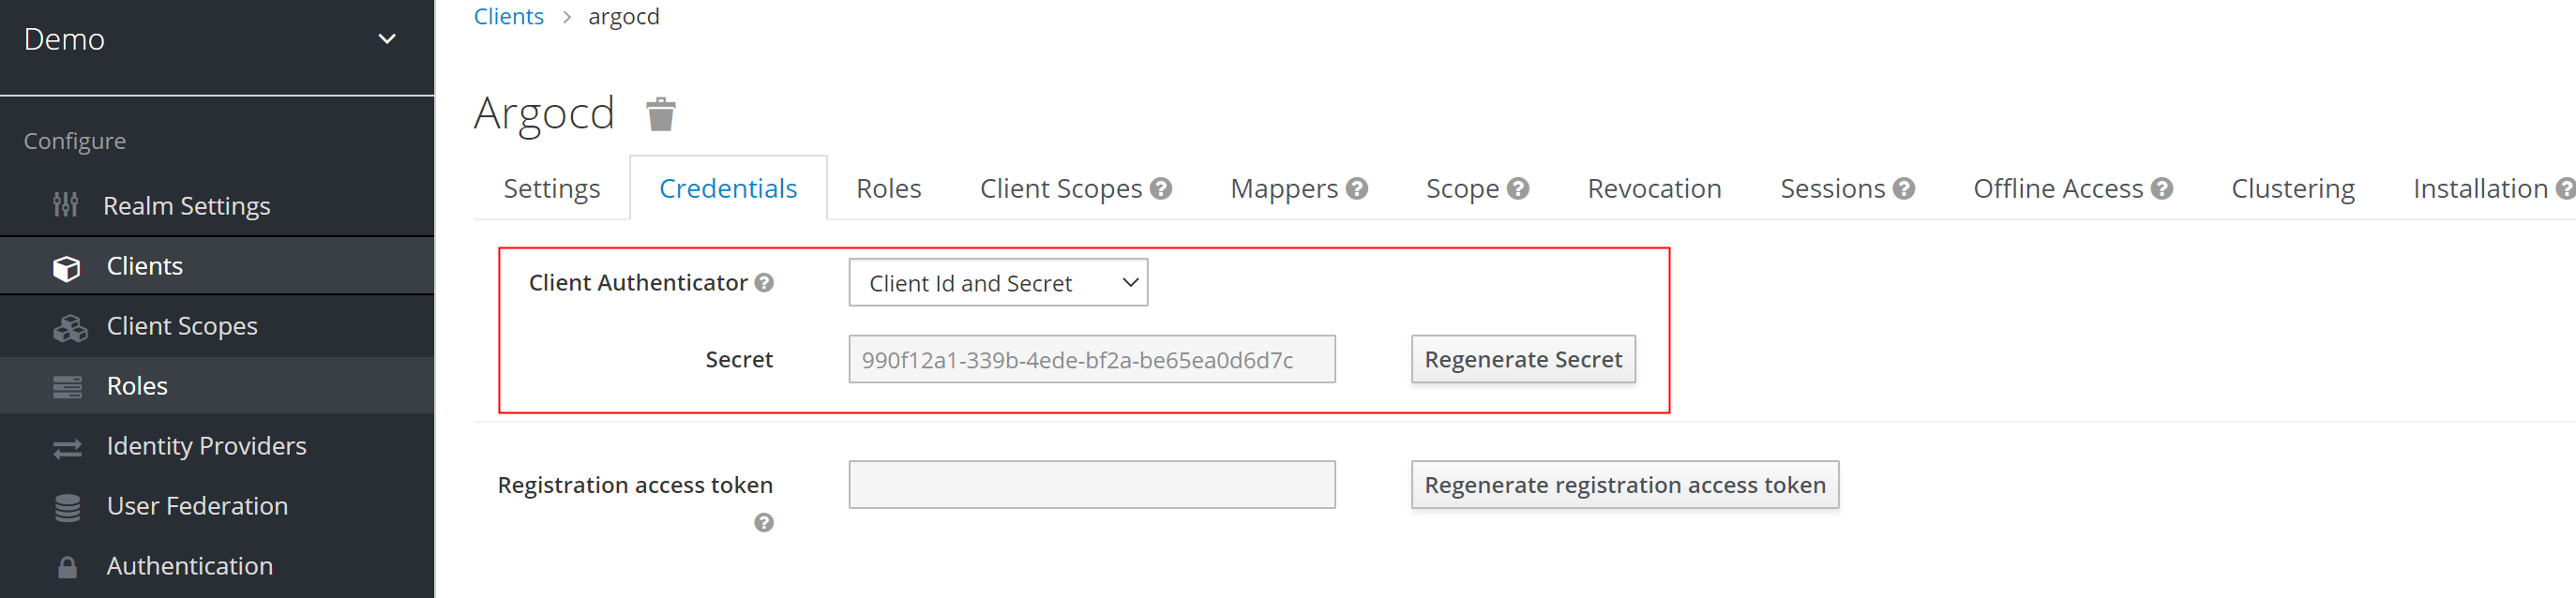 Demo
Configure
Realm Settings
Clients
Client Scopes
Roles
Identity Providers
User Federation
Authentication
Clients > argocd
Argocd
Settings Credentials Roles Client Scopes Mappers Scope Revocation Sessions Offline Access Clustering Installation
Client Authenticator Client Id and Secret
Secret 990f12a1-339b-4ede-bf2a-be65ea0d6d7c Regenerate Secret
Registration access token Regenerate registration access token